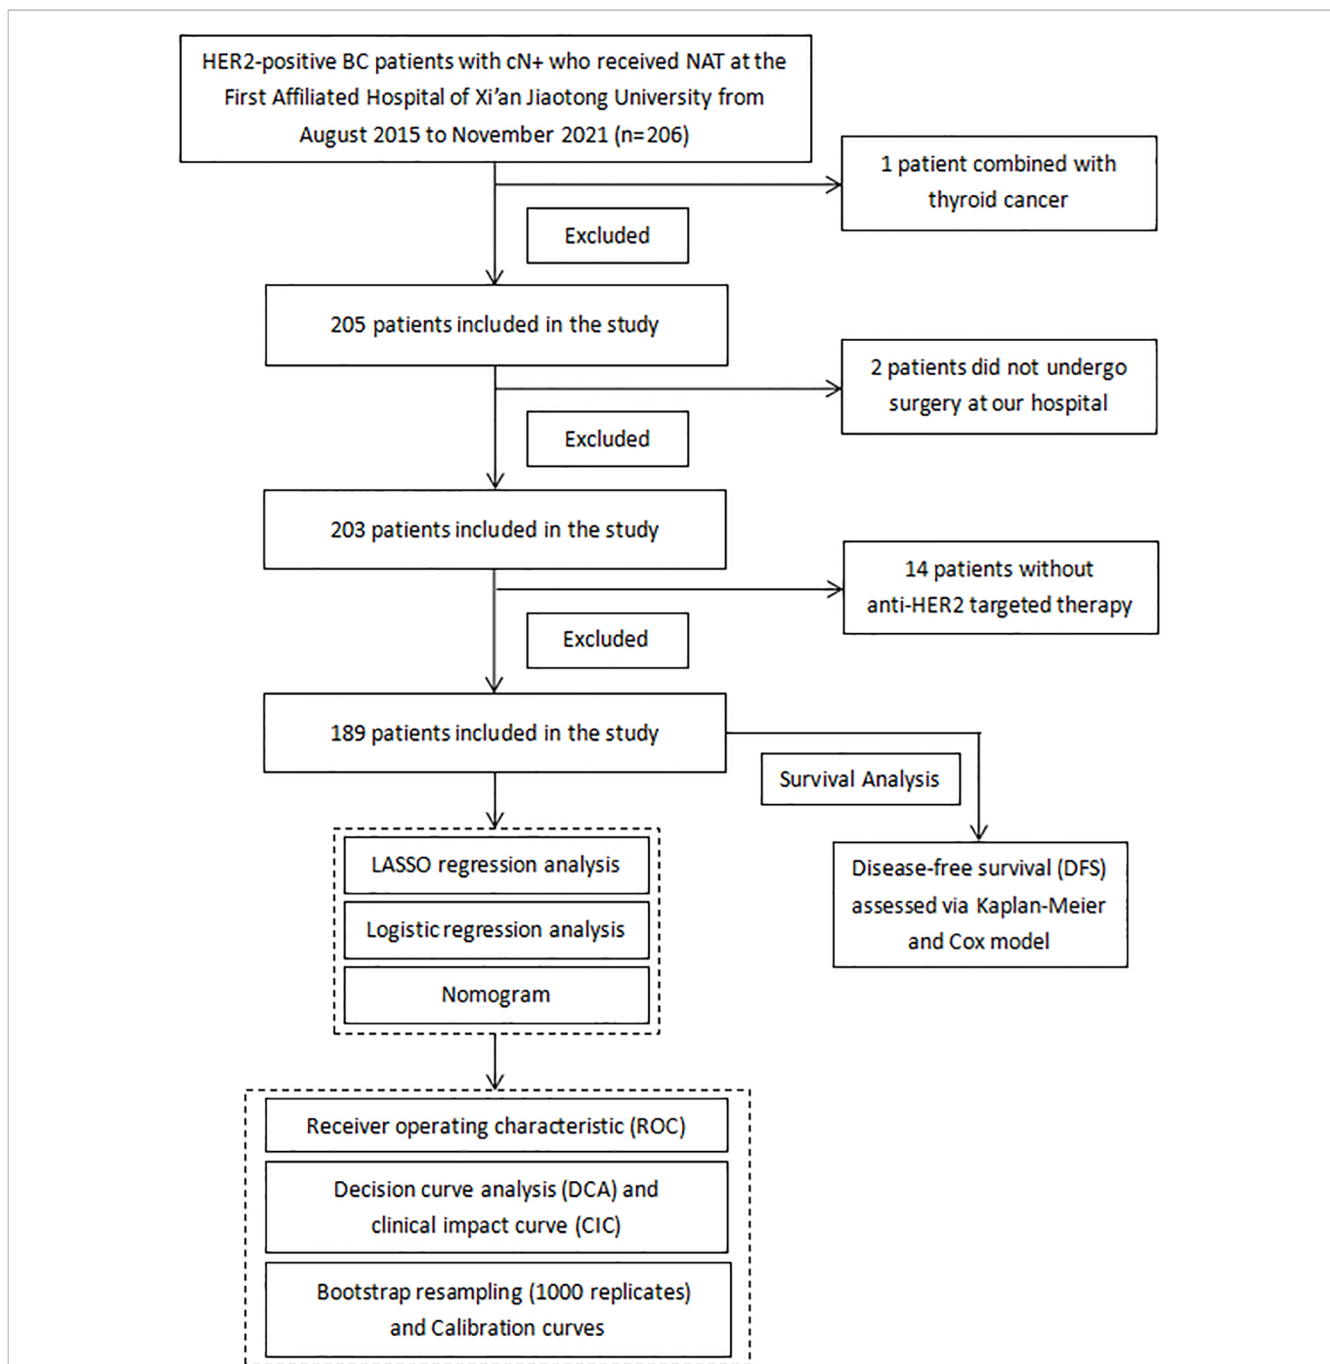 HER2-positive BC patients with cN+ who received NAT at the
First Affiliated Hospital of Xi'an Jiaotong University from
August 2015 to November 2021 (n=206)
1 patient combined with
thyroid cancer
Excluded
205 patients included in the study
2 patients did not undergo
surgery at our hospital
Excluded
203 patients included in the study
14 patients without
anti-HER2 targeted therapy
Excluded
189 patients included in the study
Survival Analysis
LASSO regression analysis
Logistic regression analysis
Nomogram
Disease-free survival (DFS)
assessed via Kaplan-Meier
and Cox model
Receiver operating characteristic (ROC)
Decision curve analysis (DCA) and
clinical impact curve (CIC)
Bootstrap resampling (1000 replicates)
and Calibration curves